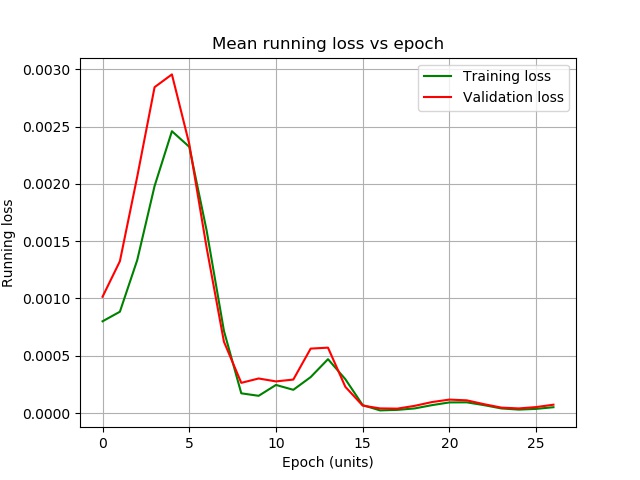 Mean running loss vs epoch
Training loss
Validation loss
Running loss
0.0030
0.0025
0.0020
0.0015
0.0010
0.0005
0.0000
0 5 10 15 20 25
Epoch (units)